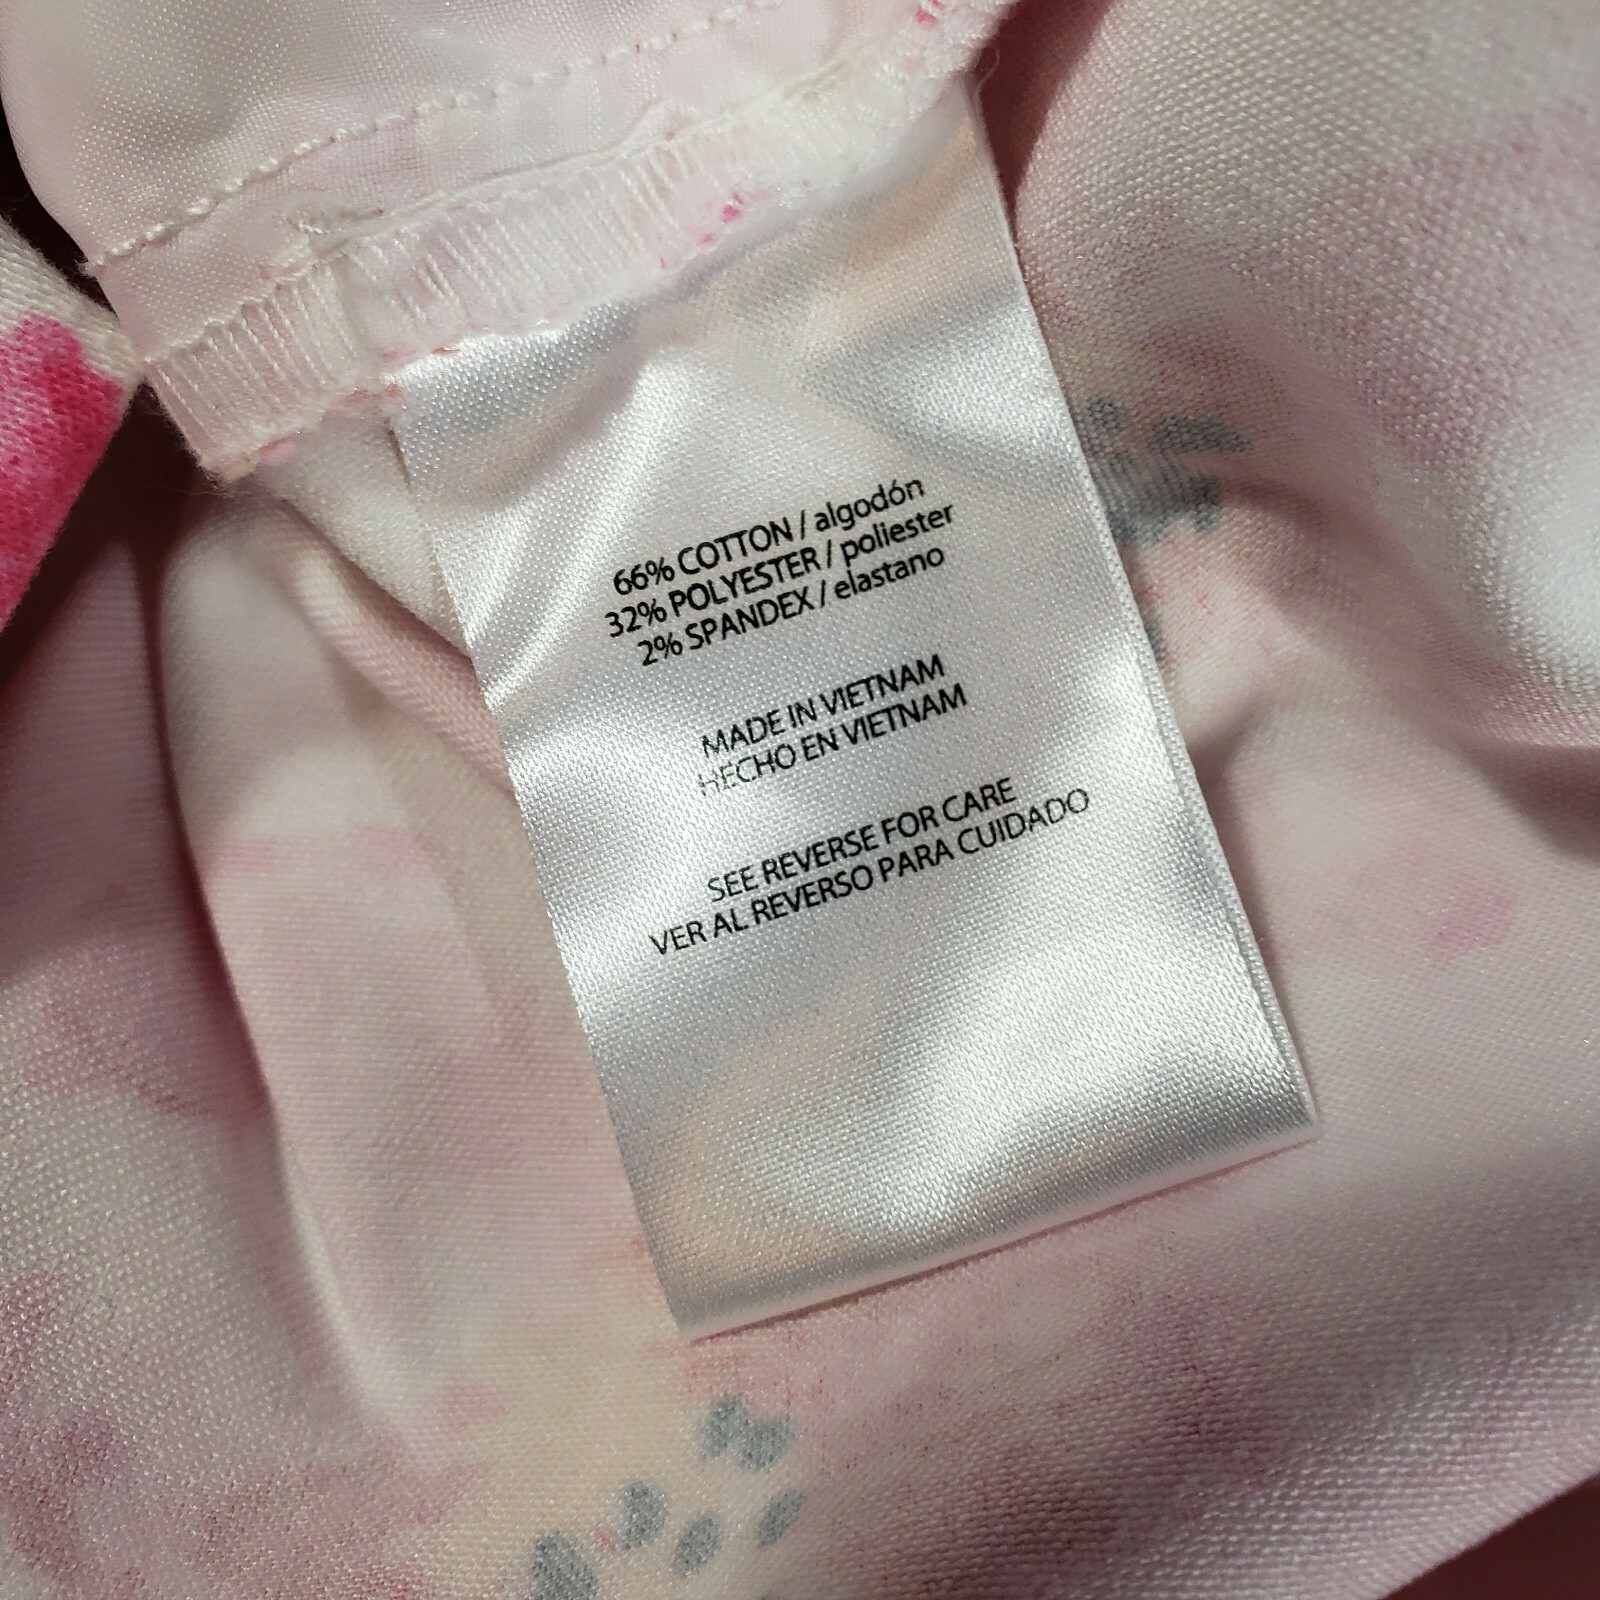 66% COTTON / algodón
32% POLYESTER / poliester
2% SPANDEX / elastano
MADE IN VIETNAM
HECHO EN VIETNAM
SEE REVERSE FOR CARE
VER AL REVERSO PARA CUIDADO